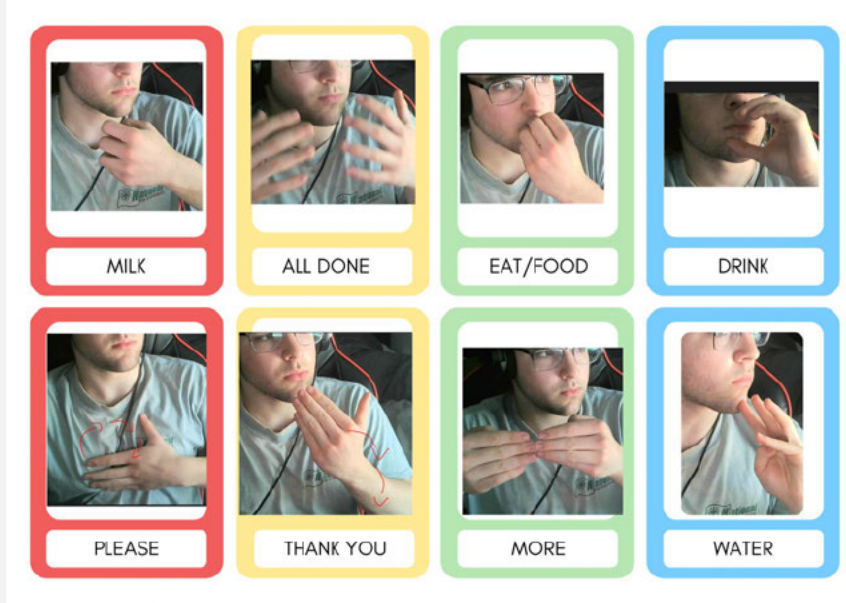 MILK
ALL DONE
EAT/FOOD
DRINK
PLEASE
THANK YOU
MORE
WATER